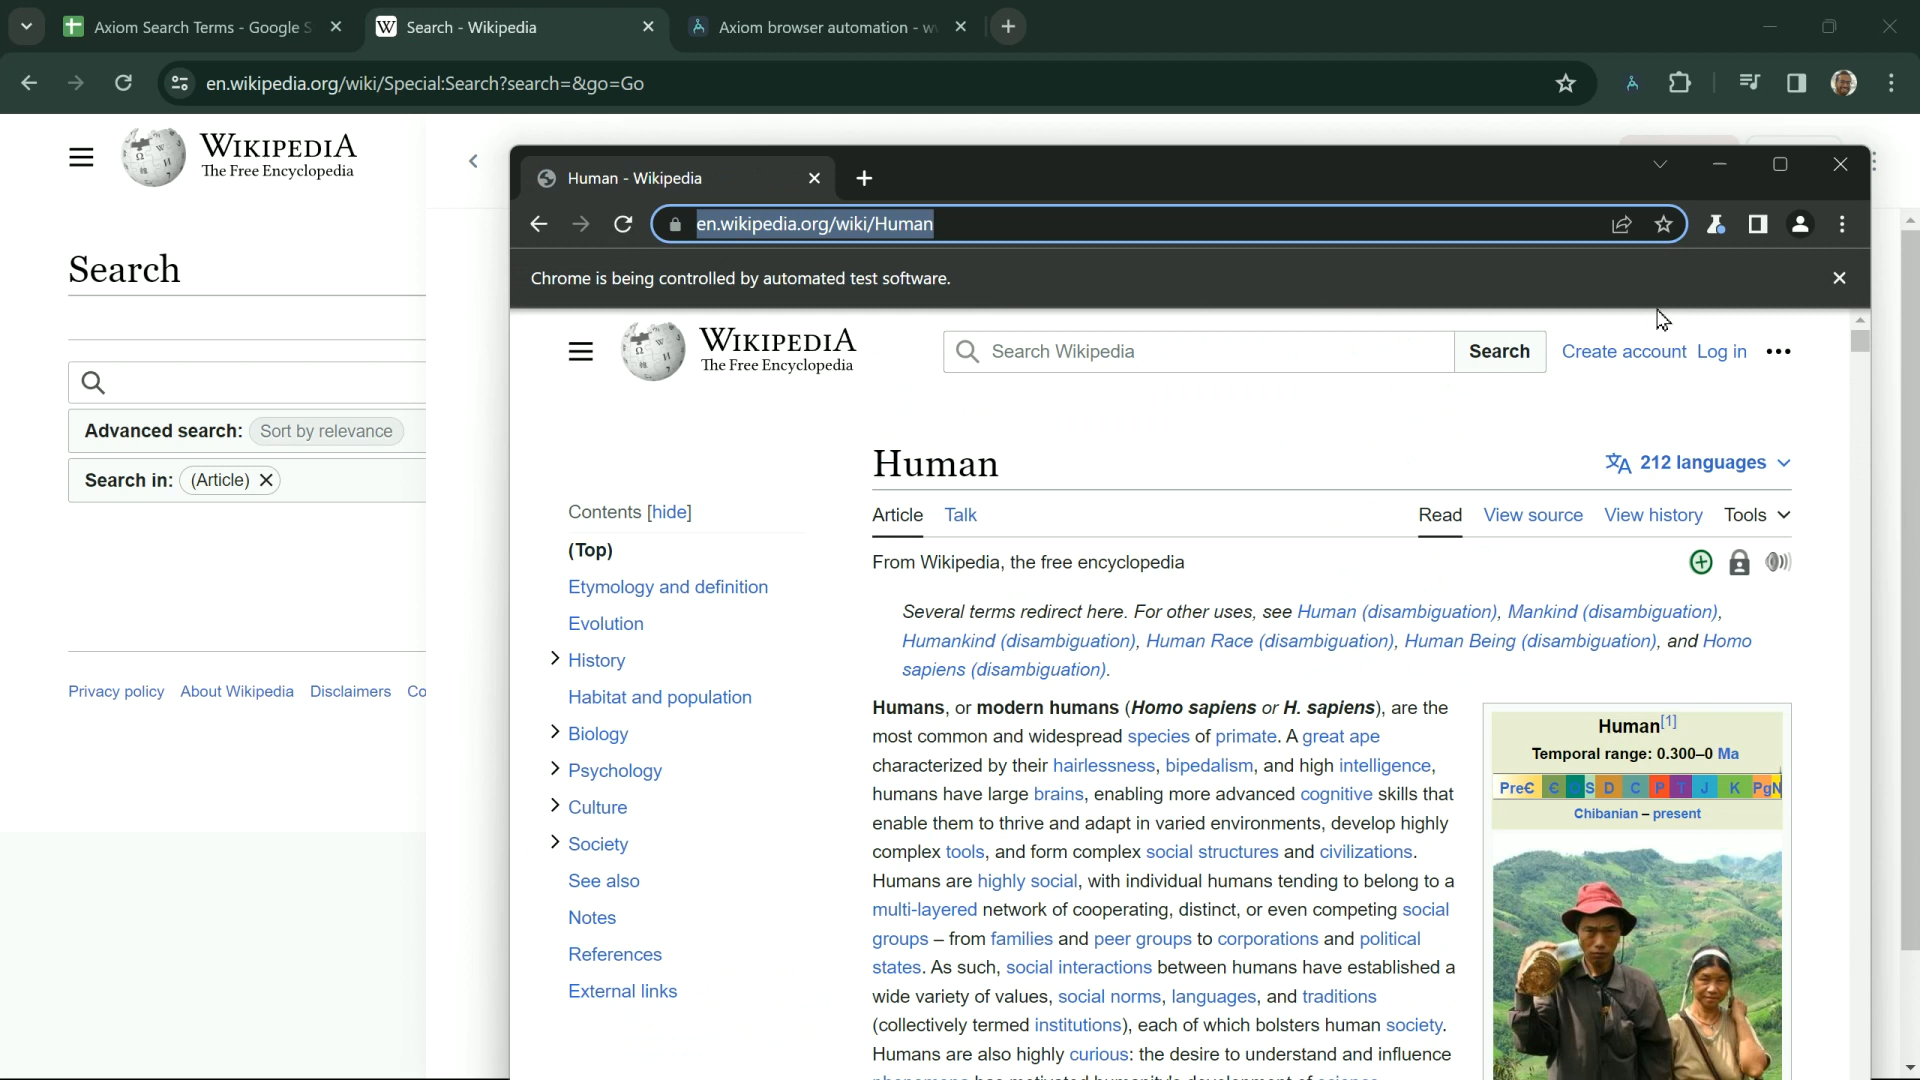 Axiom Search Terms - Google S
Search - Wikipedia
Axiom browser automation - w
en.wikipedia.org/wiki/Special:Search?search=&go=Go
WIKIPEDIA
The Free Encyclopedia
Search
Advanced search: Sort by relevance
Search in: (Article)
Privacy policy About Wikipedia Disclaimers Co
Human - Wikipedia
en.wikipedia.org/wiki/Human
Chrome is being controlled by automated test software.
WIKIPEDIA
The Free Encyclopedia
Search Wikipedia
Search
Create account Log in
Human
212 languages
Contents [hide]
(Top)
Etymology and definition
Evolution
History
Habitat and population
Biology
Psychology
Culture
Society
See also
Notes
References
External links
Article Talk
Read View source View history Tools
From Wikipedia, the free encyclopedia
Several terms redirect here. For other uses, see Human (disambiguation), Mankind (disambiguation),
Humankind (disambiguation), Human Race (disambiguation), Human Being (disambiguation), and Homo
sapiens (disambiguation).
Humans, or modern humans (Homo sapiens or H. sapiens), are the
most common and widespread species of primate. A great ape
characterized by their hairlessness, bipedalism, and high intelligence,
humans have large brains, enabling more advanced cognitive skills that
enable them to thrive and adapt in varied environments, develop highly
complex tools, and form complex social structures and civilizations.
Humans are highly social, with individual humans tending to belong to a
multi-layered network of cooperating, distinct, or even competing social
groups – from families and peer groups to corporations and political
states. As such, social interactions between humans have established a
wide variety of values, social norms, languages, and traditions
(collectively termed institutions), each of which bolsters human society.
Humans are also highly curious: the desire to understand and influence
Human[1]
Temporal range: 0.300–0 Ma
PreꞒ Ꞓ O S D C P T J K PgN
Chibanian – present